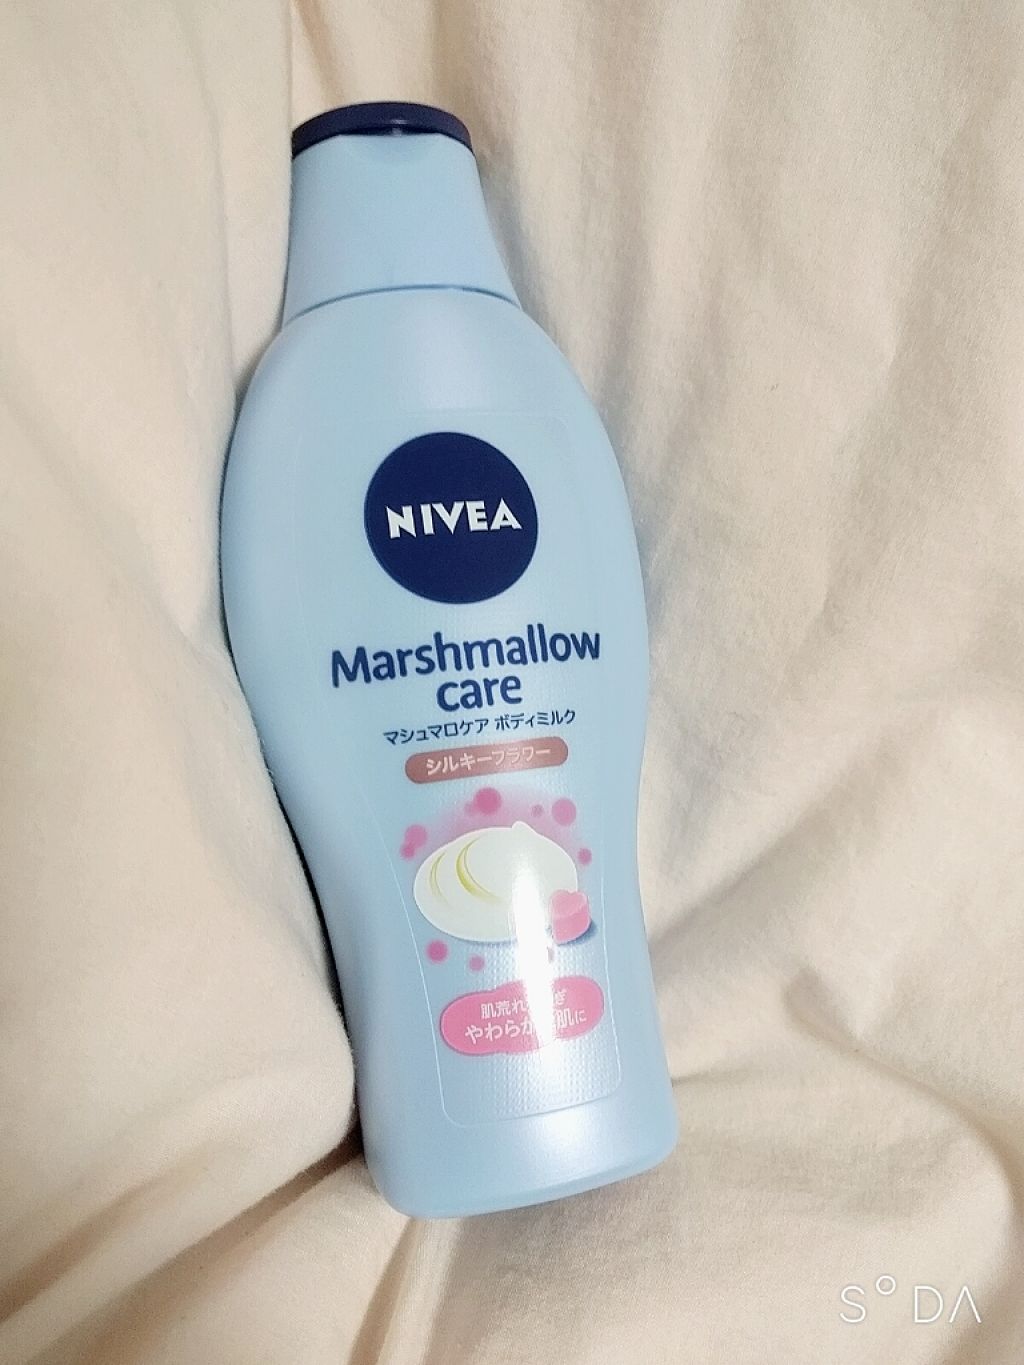 NIVEA
Marshmallow
care
マシュマロケア ボディミルク
シルキーフラワー
肌荒れ
やわらか 肌に
SODA